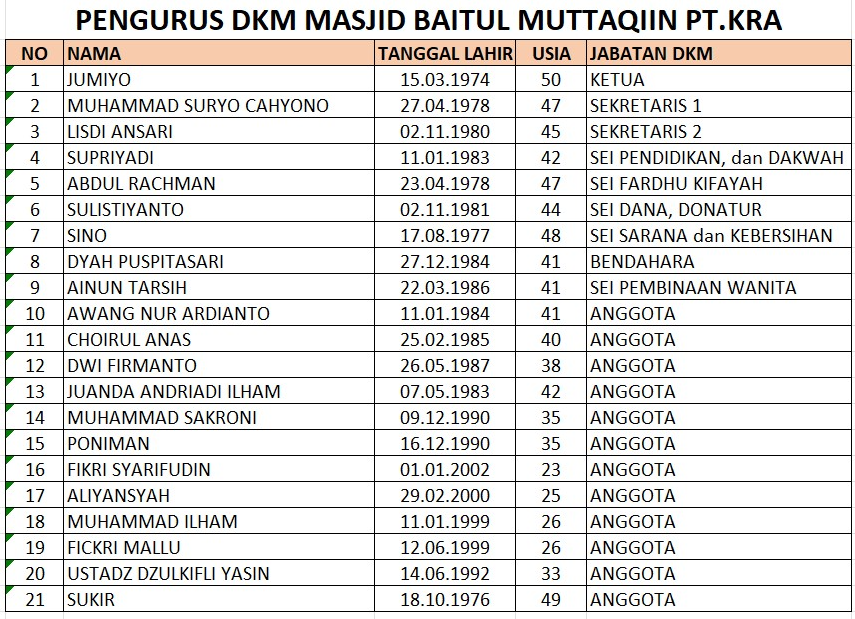 PENGURUS DKM MASJID BAITUL MUTTAQIIN PT.KRA
NO NAMA TANGGAL LAHIR USIA JABATAN DKM
1 JUMIYO 15.03.1974 50 KETUA
2 MUHAMMAD SURYO CAHYONO 27.04.1978 47 SEKRETARIS 1
3 LISDI ANSARI 02.11.1980 45 SEKRETARIS 2
4 SUPRIYADI 11.01.1983 42 SEI PENDIDIKAN, dan DAKWAH
5 ABDUL RACHMAN 23.04.1978 47 SEI FARDHU KIFAYAH
6 SULISTIYANTO 02.11.1981 44 SEI DANA, DONATUR
7 SINO 17.08.1977 48 SEI SARANA dan KEBERSIHAN
8 DYAH PUSPITASARI 27.12.1984 41 BENDAHARA
9 AINUN TARSIH 22.03.1986 41 SEI PEMBINAAN WANITA
10 AWANG NUR ARDIANTO 11.01.1984 41 ANGGOTA
11 CHOIRUL ANAS 25.02.1985 40 ANGGOTA
12 DWI FIRMANTO 26.05.1987 38 ANGGOTA
13 JUANDA ANDRIADI ILHAM 07.05.1983 42 ANGGOTA
14 MUHAMMAD SAKRONI 09.12.1990 35 ANGGOTA
15 PONIMAN 16.12.1990 35 ANGGOTA
16 FIKRI SYARIFUDIN 01.01.2002 23 ANGGOTA
17 ALIYANSYAH 29.02.2000 25 ANGGOTA
18 MUHAMMAD ILHAM 11.01.1999 26 ANGGOTA
19 FICKRI MALLU 12.06.1999 26 ANGGOTA
20 USTADZ DZULKIFLI YASIN 14.06.1992 33 ANGGOTA
21 SUKIR 18.10.1976 49 ANGGOTA